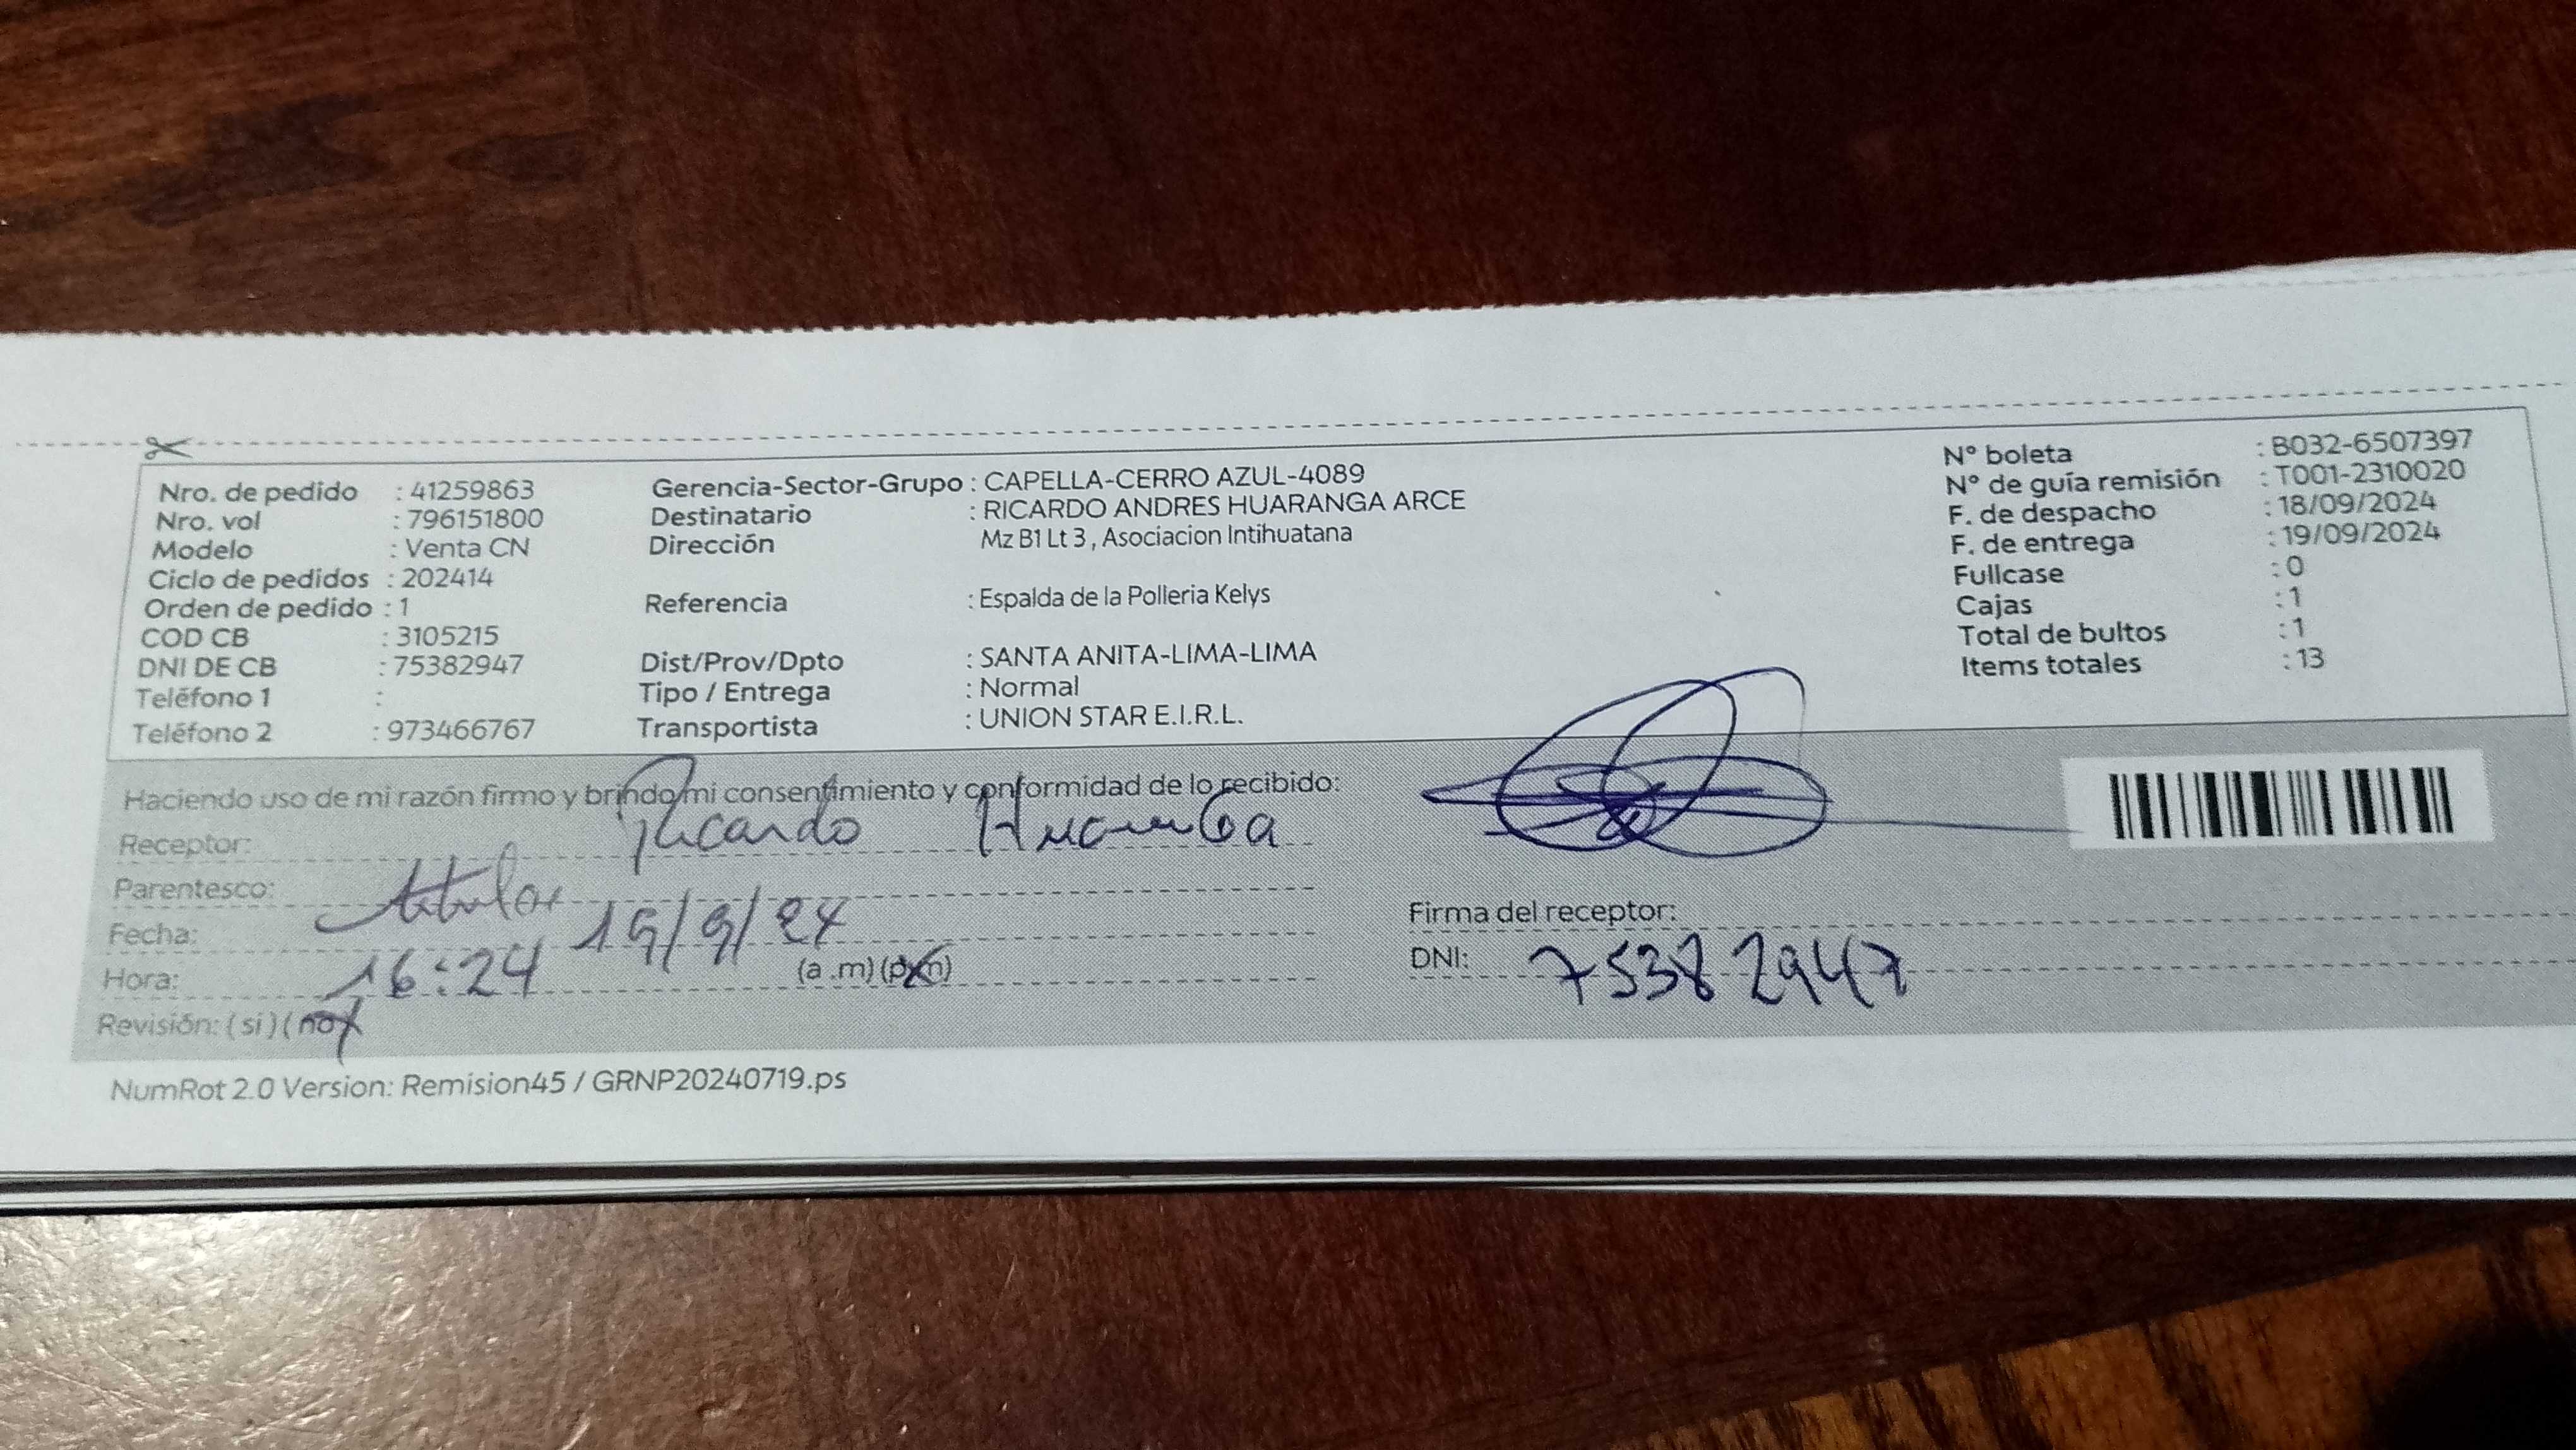 Nro. de pedido : 41259863
Nro. vol : 796151800
Modelo : Venta CN
Ciclo de pedidos : 202414
Orden de pedido : 1
COD CB : 3105215
DNI DE CB : 75382947
Teléfono 1 :
Teléfono 2 : 973466767
Gerencia-Sector-Grupo : CAPELLA-CERRO AZUL-4089
Destinatario : RICARDO ANDRES HUARANGA ARCE
Dirección Mz B1 Lt 3 , Asociacion Intihuatana
Referencia : Espalda de la Polleria Kelys
Dist/Prov/Dpto : SANTA ANITA-LIMA-LIMA
Tipo / Entrega : Normal
Transportista : UNION STAR E.I.R.L.
N° boleta : B032-6507397
N° de guía remisión : T001-2310020
F. de despacho : 18/09/2024
F. de entrega : 19/09/2024
Fullcase : 0
Cajas : 1
Total de bultos : 1
Items totales : 13
Haciendo uso de mi razón firmo y brindo mi consentimiento y conformidad de lo recibido:
Receptor: Ricardo
Parentesco: titular
Fecha: 19/9/24
Hora: 16:24 (a .m) (p.m)
Revisión: (si) (no)
Firma del receptor:
DNI: 75382947
NumRot 2.0 Version: Remision45 / GRNP20240719.ps